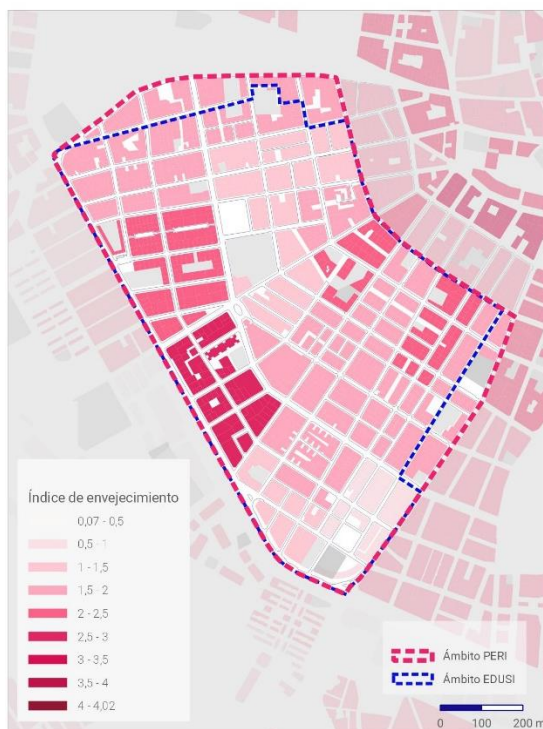 Índice de envejecimiento
0,07 - 0,5
0,5 - 1
1 - 1,5
1,5 - 2
2 - 2,5
2,5 - 3
3 - 3,5
3,5 - 4
4 - 4,02
Ámbito PERI
Ámbito EDUSI
0 100 200 m